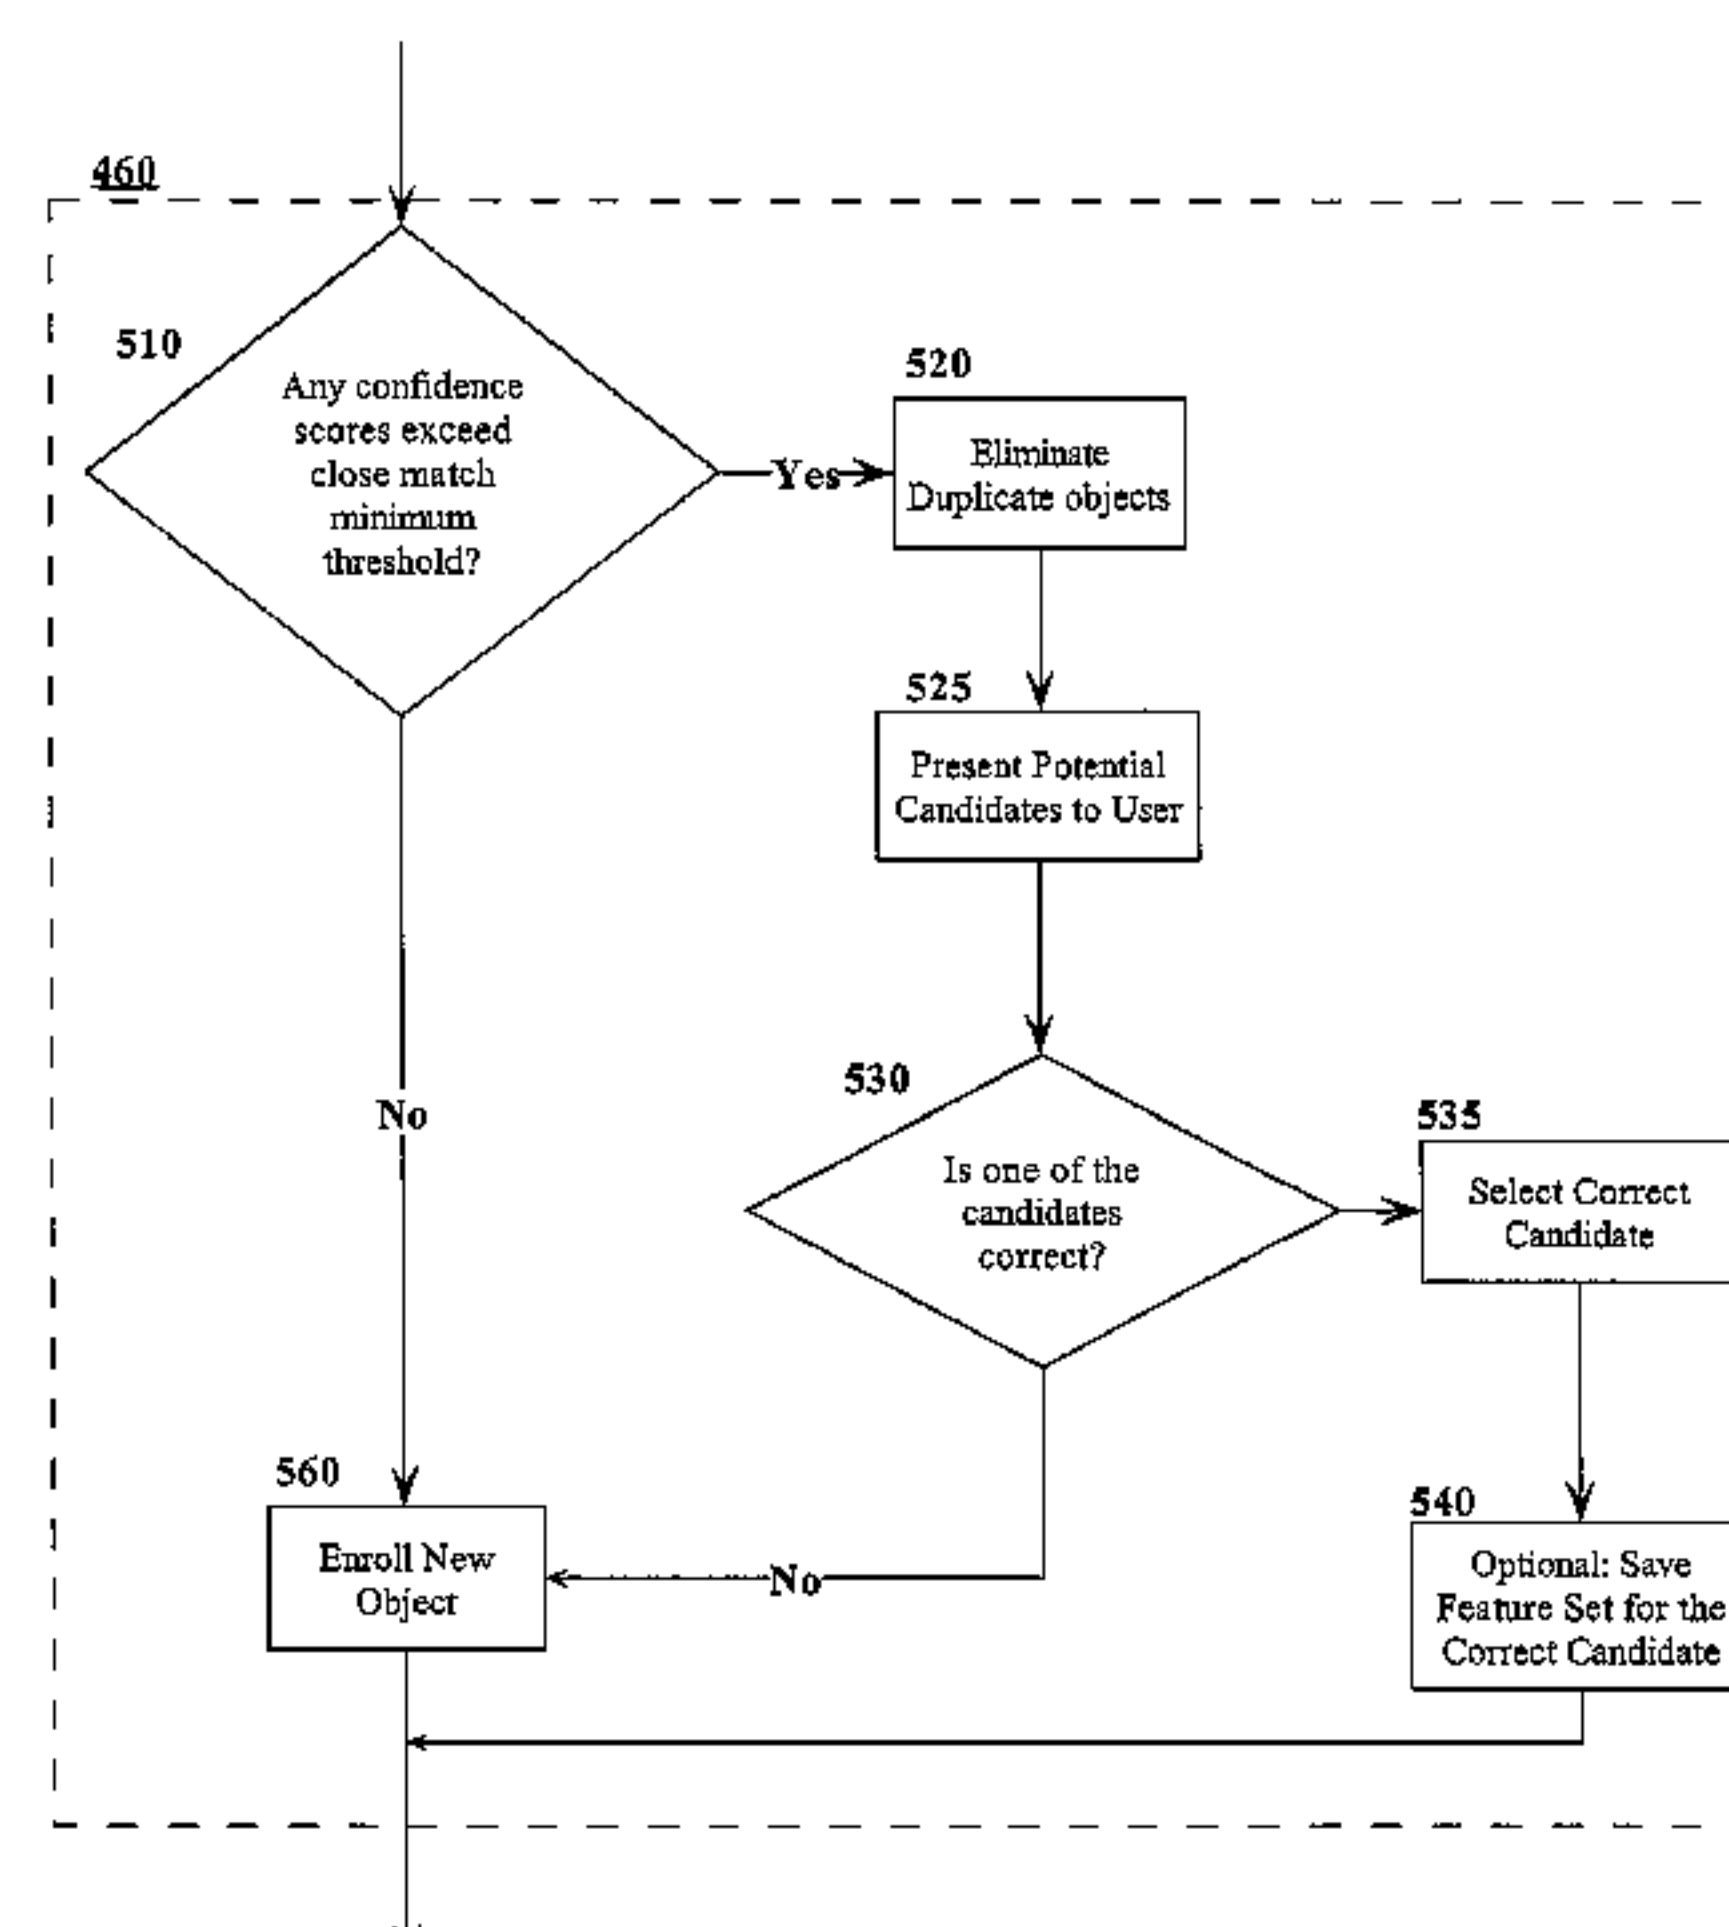 460
510
Any confidence
scores exceed
close match
minimum
threshold?
Yes
520
Eliminate
Duplicate objects
525
Present Potential
Candidates to User
530
Is one of the
candidates
correct?
535
Select Correct
Candidate
No
540
Optional: Save
Feature Set for the
Correct Candidate
560
Enroll New
Object
No